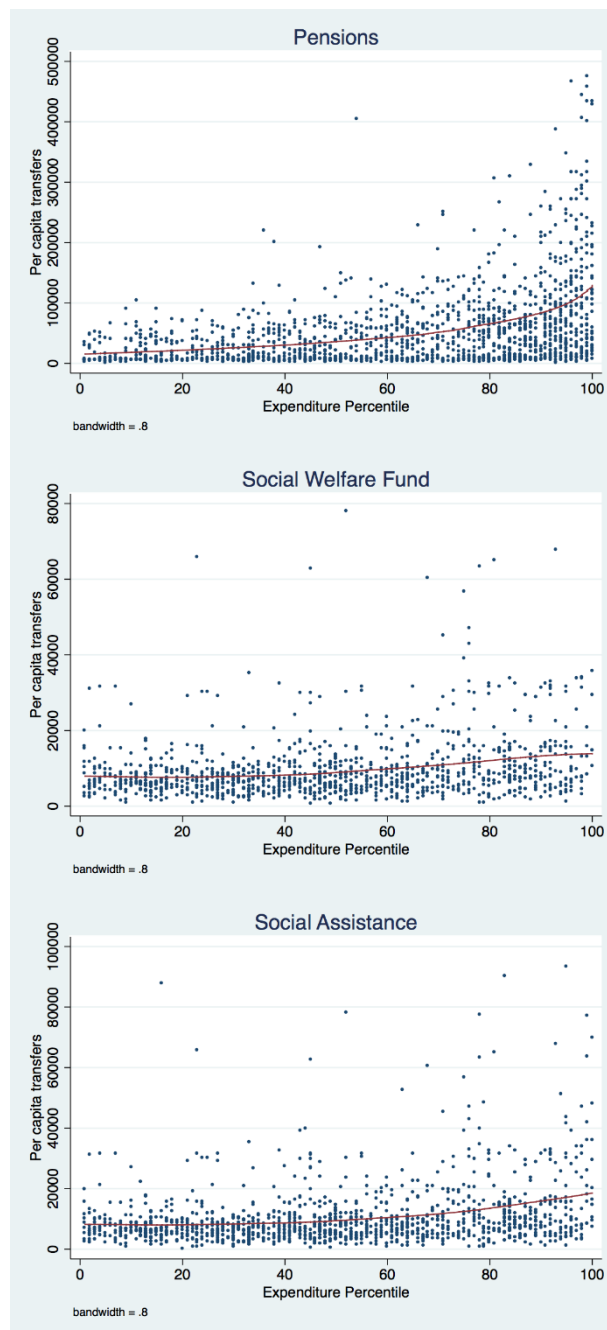 Pensions
Per capita transfers
500000
400000
300000
200000
100000
0
0 20 40 60 80 100
Expenditure Percentile
bandwidth = .8
Social Welfare Fund
Per capita transfers
80000
60000
40000
20000
0
0 20 40 60 80 100
Expenditure Percentile
bandwidth = .8
Social Assistance
Per capita transfers
100000
80000
60000
40000
20000
0
0 20 40 60 80 100
Expenditure Percentile
bandwidth = .8